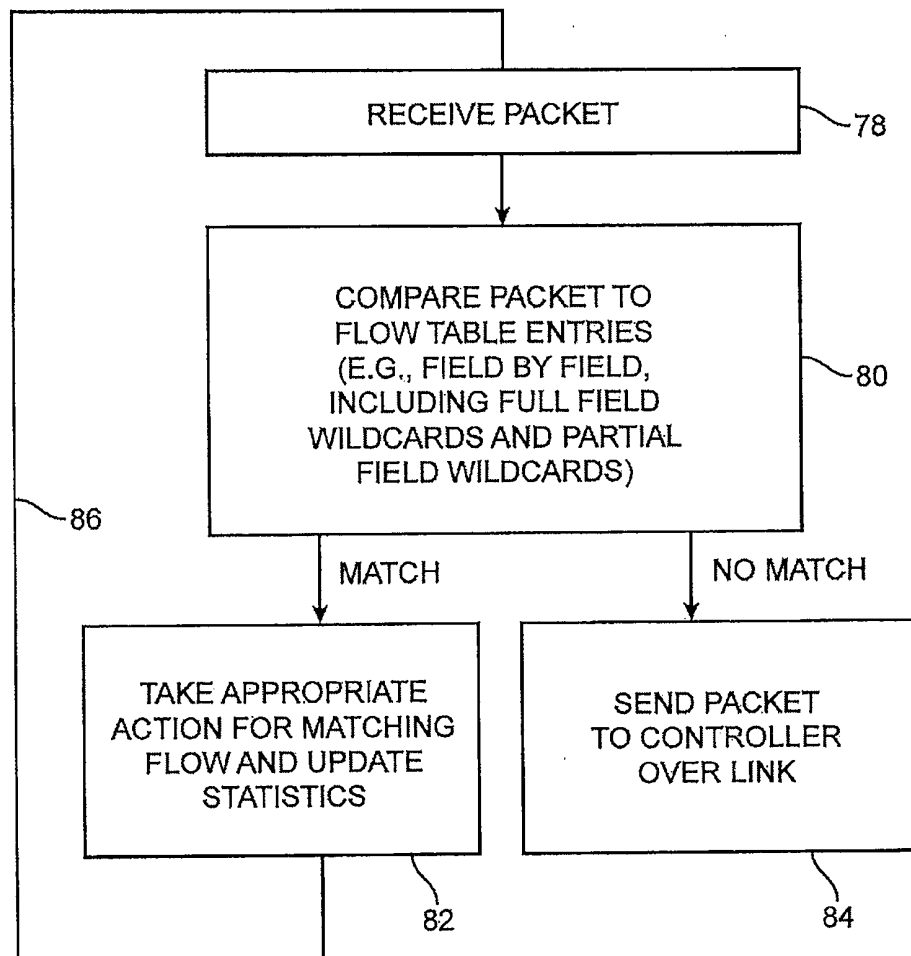 RECEIVE PACKET
78
COMPARE PACKET TO
FLOW TABLE ENTRIES
(E.G., FIELD BY FIELD,
INCLUDING FULL FIELD
WILDCARDS AND PARTIAL
FIELD WILDCARDS)
80
86
MATCH
NO MATCH
TAKE APPROPRIATE
ACTION FOR MATCHING
FLOW AND UPDATE
STATISTICS
82
SEND PACKET
TO CONTROLLER
OVER LINK
84